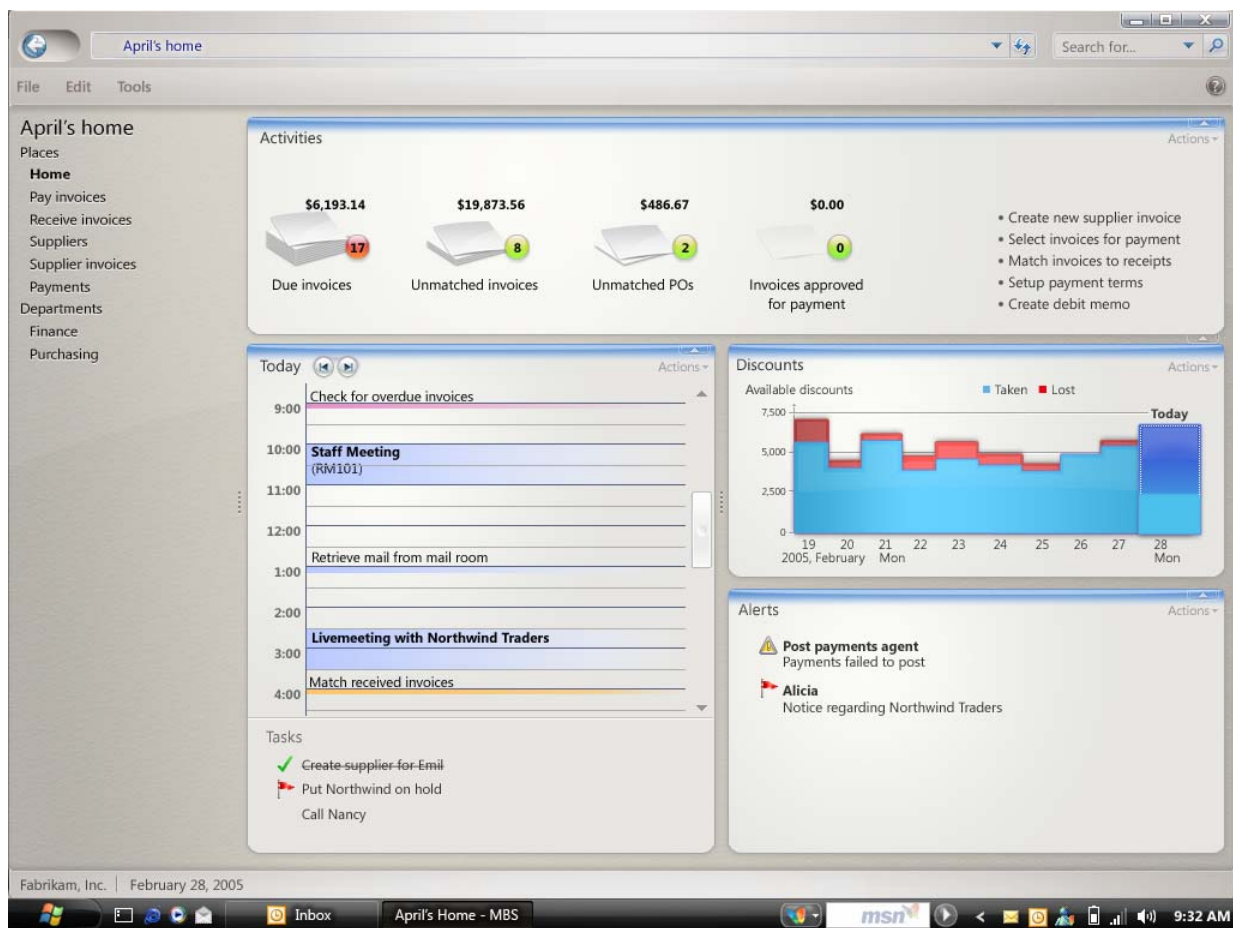 April's home
Search for...
File Edit Tools
April's home
Places
Home
Pay invoices
Receive invoices
Suppliers
Supplier invoices
Payments
Departments
Finance
Purchasing
Activities
Actions
$6,193.14 $19,873.56 $486.67 $0.00
17 8 2 0
Due invoices Unmatched invoices Unmatched POs Invoices approved
for payment
• Create new supplier invoice
• Select invoices for payment
• Match invoices to receipts
• Setup payment terms
• Create debit memo
Today
Actions
Check for overdue invoices
9:00
10:00 Staff Meeting
(RM101)
11:00
12:00
Retrieve mail from mail room
1:00
2:00
Livemeeting with Northwind Traders
3:00
Match received invoices
4:00
Tasks
Create supplier for Emil
Put Northwind on hold
Call Nancy
Discounts
Actions
Available discounts Taken Lost
7,500 Today
5,000
2,500
0
19 20 21 22 23 24 25 26 27 28
2005, February Mon Mon
Alerts
Actions
Post payments agent
Payments failed to post
Alicia
Notice regarding Northwind Traders
Fabrikam, Inc. February 28, 2005
Inbox April's Home - MBS msn 9:32 AM